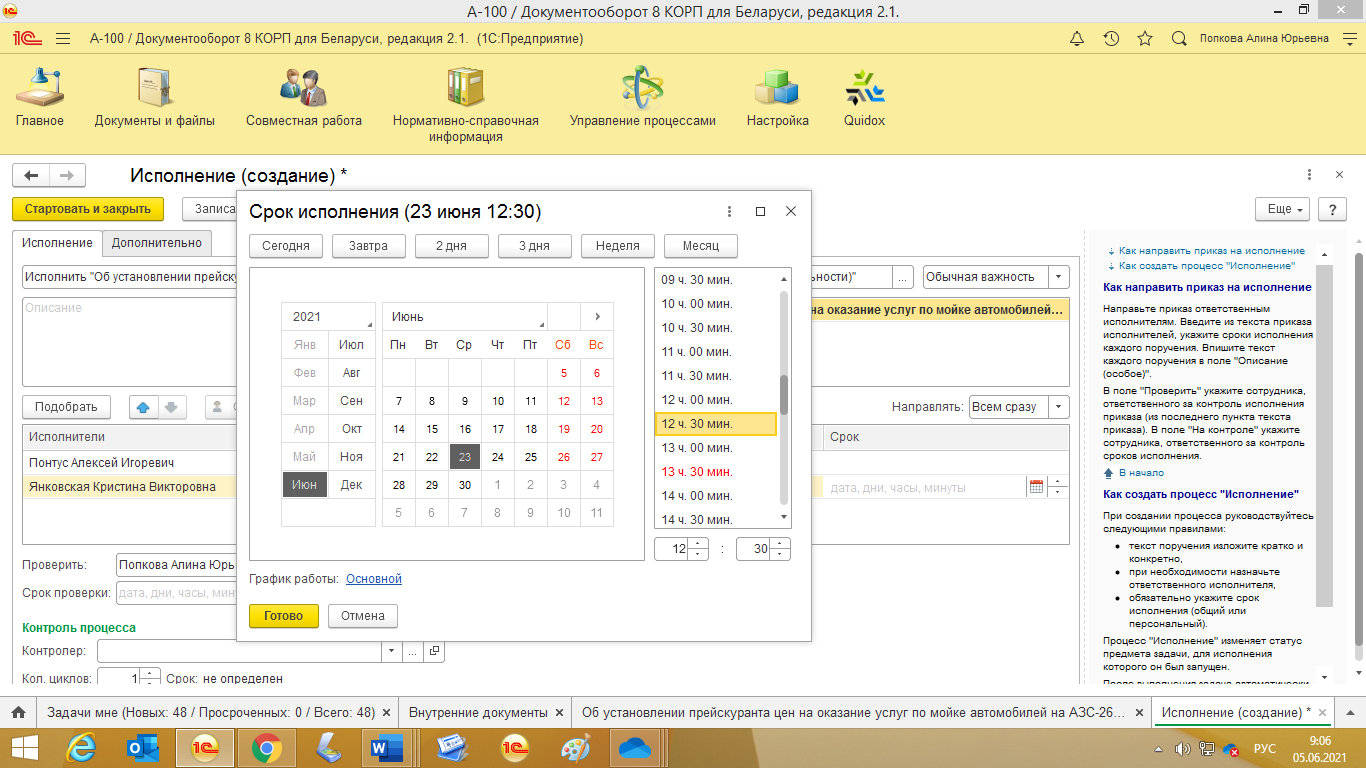 А-100 / Документооборот 8 КОРП для Беларуси, редакция 2.1.
А-100 / Документооборот 8 КОРП для Беларуси, редакция 2.1. (1С:Предприятие)
Попкова Алина Юрьевна
Главное
Документы и файлы
Совместная работа
Нормативно-справочная
информация
Управление процессами
Настройка
Quidox
Исполнение (создание) *
Стартовать и закрыть
Записа
Еще
?
Исполнение
Дополнительно
Исполнить "Об установлении прейску
льности)"
...
Обычная важность
Описание
на оказание услуг по мойке автомобилей…
Подобрать
Направлять:
Всем сразу
Исполнители
Срок
Понтус Алексей Игоревич
Янковская Кристина Викторовна
дата, дни, часы, минуты
Проверить:
Попкова Алина Юрь
Срок проверки:
дата, дни, часы, мин
Контроль процесса
Контролер:
...
Кол. циклов:
1
Срок: не определен
Срок исполнения (23 июня 12:30)
Сегодня
Завтра
2 дня
3 дня
Неделя
Месяц
2021
Янв Июл
Фев Авг
Мар Сен
Апр Окт
Май Ноя
Июн Дек
Июнь
Пн Вт Ср Чт Пт Сб Вс
5 6
7 8 9 10 11 12 13
14 15 16 17 18 19 20
21 22 23 24 25 26 27
28 29 30 1 2 3 4
5 6 7 8 9 10 11
09 ч. 30 мин.
10 ч. 00 мин.
10 ч. 30 мин.
11 ч. 00 мин.
11 ч. 30 мин.
12 ч. 00 мин.
12 ч. 30 мин.
13 ч. 00 мин.
13 ч. 30 мин.
14 ч. 00 мин.
14 ч. 30 мин.
12 : 30
График работы: Основной
Готово
Отмена
Как направить приказ на исполнение
Как создать процесс "Исполнение"
Как направить приказ на исполнение
Направьте приказ ответственным
исполнителям. Введите из текста приказа
исполнителей, укажите сроки исполнения
каждого поручения. Впишите текст
каждого поручения в поле "Описание
(особое)".
В поле "Проверить" укажите сотрудника,
ответственного за контроль исполнения
приказа (из последнего пункта текста
приказа). В поле "На контроле" укажите
сотрудника, ответственного за контроль
сроков исполнения.
В начало
Как создать процесс "Исполнение"
При создании процесса руководствуйтесь
следующими правилами:
текст поручения изложите кратко и
конкретно,
при необходимости назначьте
ответственного исполнителя,
обязательно укажите срок
исполнения (общий или
персональный).
Процесс "Исполнение" изменяет статус
предмета задачи, для исполнения
которого он был запущен.
Задачи мне (Новых: 48 / Просроченных: 0 / Всего: 48)
Внутренние документы
Об установлении прейскуранта цен на оказание услуг по мойке автомобилей на АЗС-26…
Исполнение (создание) *
РУС
9:06
05.06.2021